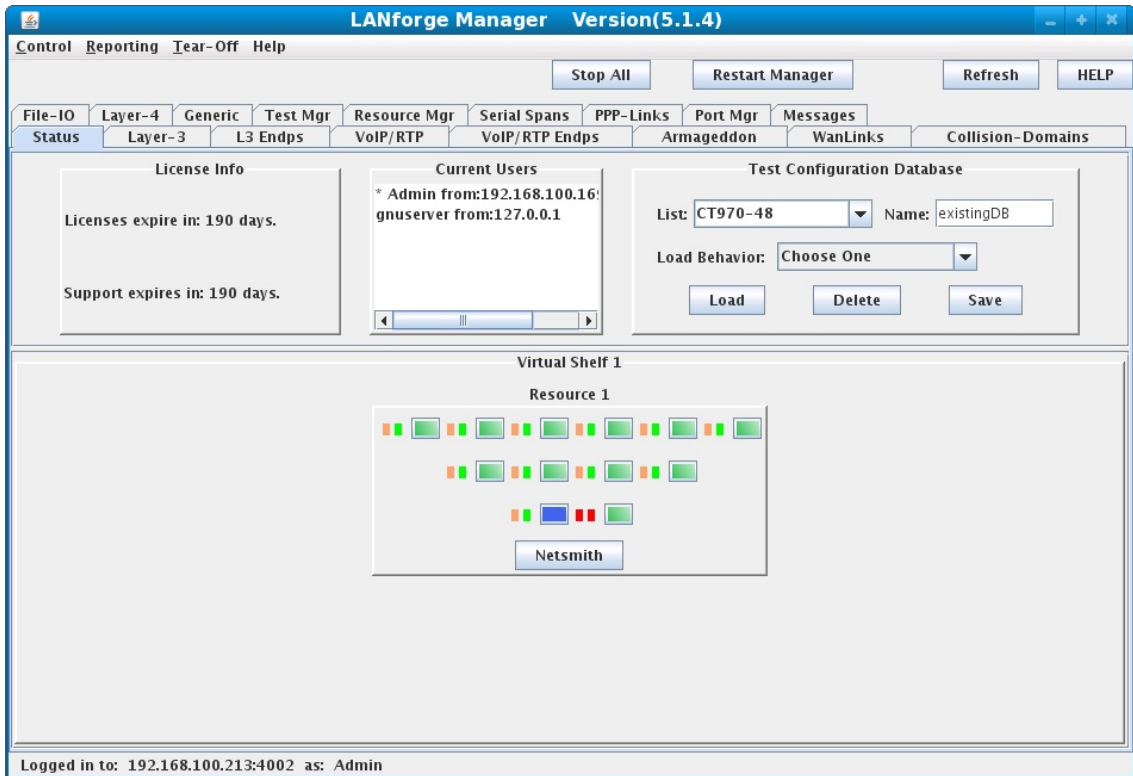 LANforge Manager Version(5.1.4)
Control Reporting Tear-Off Help
Stop All Restart Manager Refresh HELP
File-IO Layer-4 Generic Test Mgr Resource Mgr Serial Spans PPP-Links Port Mgr Messages
Status Layer-3 L3 Endps VoIP/RTP VoIP/RTP Endps Armageddon WanLinks Collision-Domains
License Info
Licenses expire in: 190 days.
Support expires in: 190 days.
Current Users
* Admin from:192.168.100.169
gnuserver from:127.0.0.1
Test Configuration Database
List: CT970-48 Name: existingDB
Load Behavior: Choose One
Load Delete Save
Virtual Shelf 1
Resource 1
Netsmith
Logged in to: 192.168.100.213:4002 as: Admin